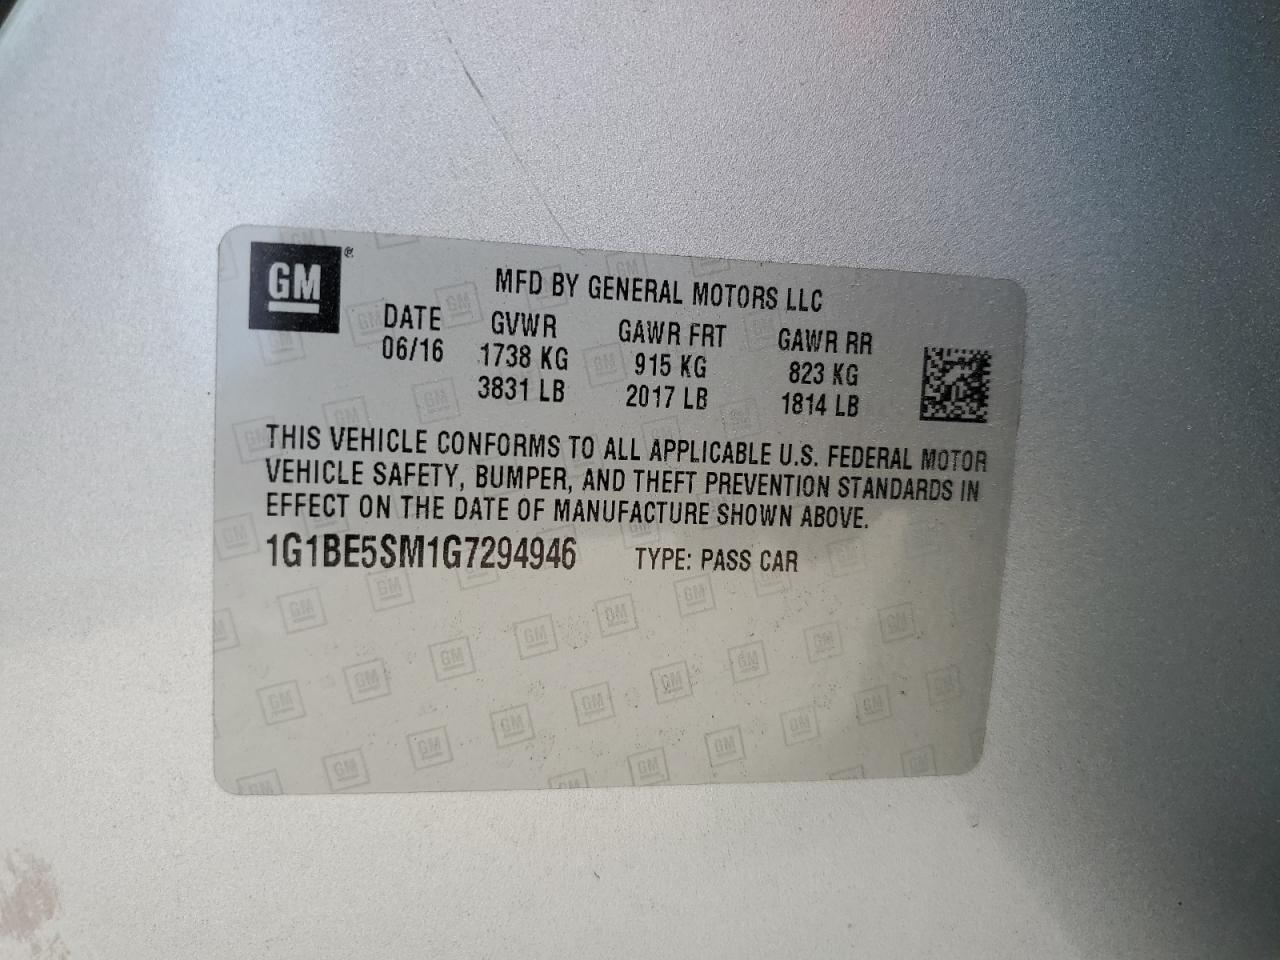 GM ®
MFD BY GENERAL MOTORS LLC
DATE GVWR GAWR FRT GAWR RR
06/16 1738 KG 915 KG 823 KG
3831 LB 2017 LB 1814 LB
THIS VEHICLE CONFORMS TO ALL APPLICABLE U.S. FEDERAL MOTOR
VEHICLE SAFETY, BUMPER, AND THEFT PREVENTION STANDARDS IN
EFFECT ON THE DATE OF MANUFACTURE SHOWN ABOVE.
1G1BE5SM1G7294946 TYPE: PASS CAR